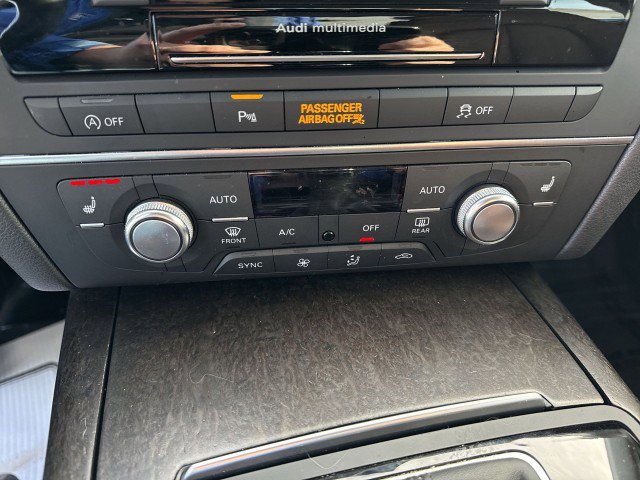 Audi multimedia
A OFF
P
PASSENGER
AIRBAG OFF
OFF
AUTO
AUTO
FRONT
A/C
OFF
REAR
SYNC